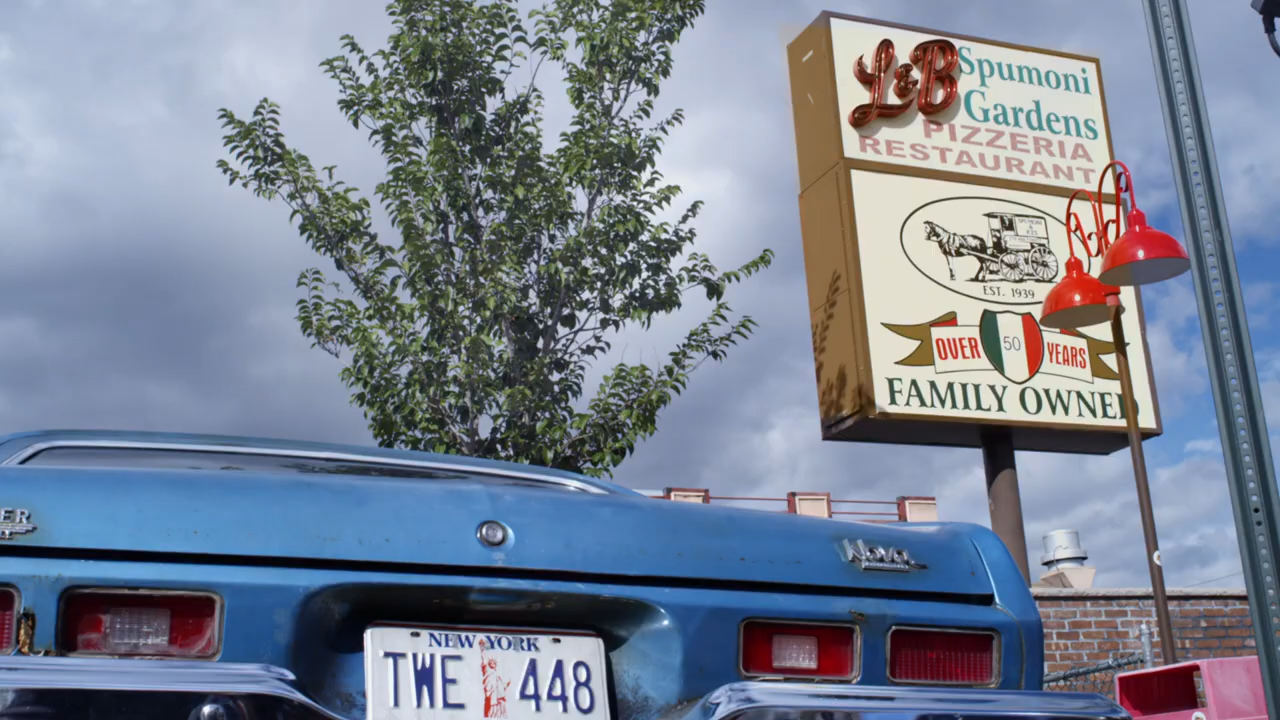 L&B Spumoni
Gardens
PIZZERIA
RESTAURANT
EST. 1939
OVER 50 YEARS
FAMILY OWNED
Nova
NEW YORK
TWE 448